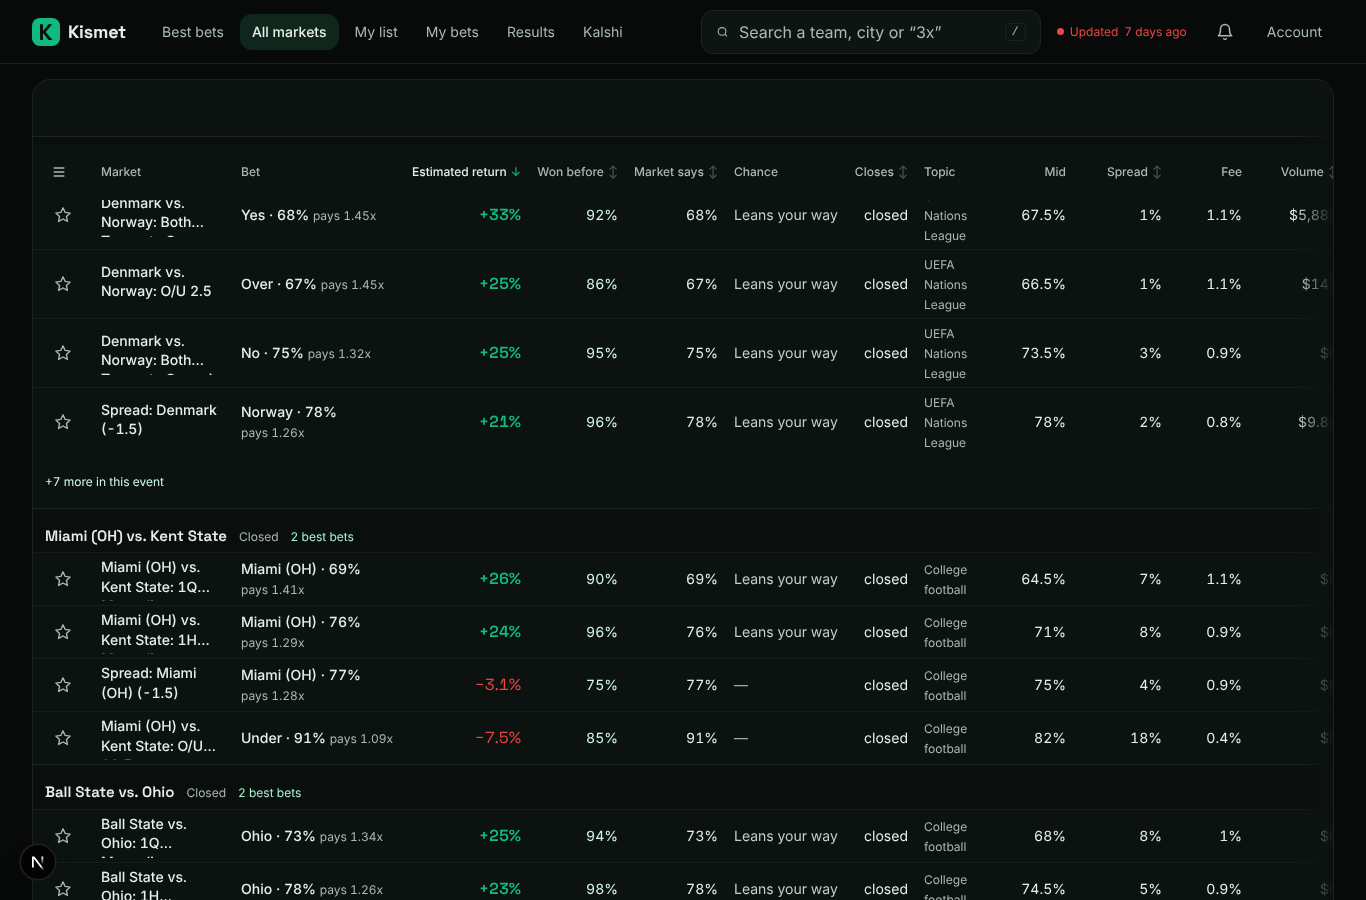 K Kismet Best bets All markets My list My bets Results Kalshi Search a team, city or “3x” / Updated 7 days ago Account
Market Bet Estimated return ↓ Won before Market says Chance Closes Topic Mid Spread Fee Volume
Denmark vs.
Norway: Both...
Yes · 68% pays 1.45x +33% 92% 68% Leans your way closed
Nations
League
67.5% 1% 1.1% $5,88
Denmark vs.
Norway: O/U 2.5
Over · 67% pays 1.45x +25% 86% 67% Leans your way closed
UEFA
Nations
League
66.5% 1% 1.1% $14
Denmark vs.
Norway: Both...
No · 75% pays 1.32x +25% 95% 75% Leans your way closed
UEFA
Nations
League
73.5% 3% 0.9% $
Spread: Denmark
(-1.5)
Norway · 78%
pays 1.26x
+21% 96% 78% Leans your way closed
UEFA
Nations
League
78% 2% 0.8% $9.8
+7 more in this event
Miami (OH) vs. Kent State Closed 2 best bets
Miami (OH) vs.
Kent State: 1Q...
Miami (OH) · 69%
pays 1.41x
+26% 90% 69% Leans your way closed
College
football
64.5% 7% 1.1% $
Miami (OH) vs.
Kent State: 1H...
Miami (OH) · 76%
pays 1.29x
+24% 96% 76% Leans your way closed
College
football
71% 8% 0.9% $
Spread: Miami
(OH) (-1.5)
Miami (OH) · 77%
pays 1.28x
−3.1% 75% 77% — closed
College
football
75% 4% 0.9% $
Miami (OH) vs.
Kent State: O/U...
Under · 91% pays 1.09x −7.5% 85% 91% — closed
College
football
82% 18% 0.4% $
Ball State vs. Ohio Closed 2 best bets
Ball State vs.
Ohio: 1Q...
Ohio · 73% pays 1.34x +25% 94% 73% Leans your way closed
College
football
68% 8% 1% $
Ball State vs.
Ohio: 1H...
Ohio · 78% pays 1.26x +23% 98% 78% Leans your way closed
College
football
74.5% 5% 0.9% $
N